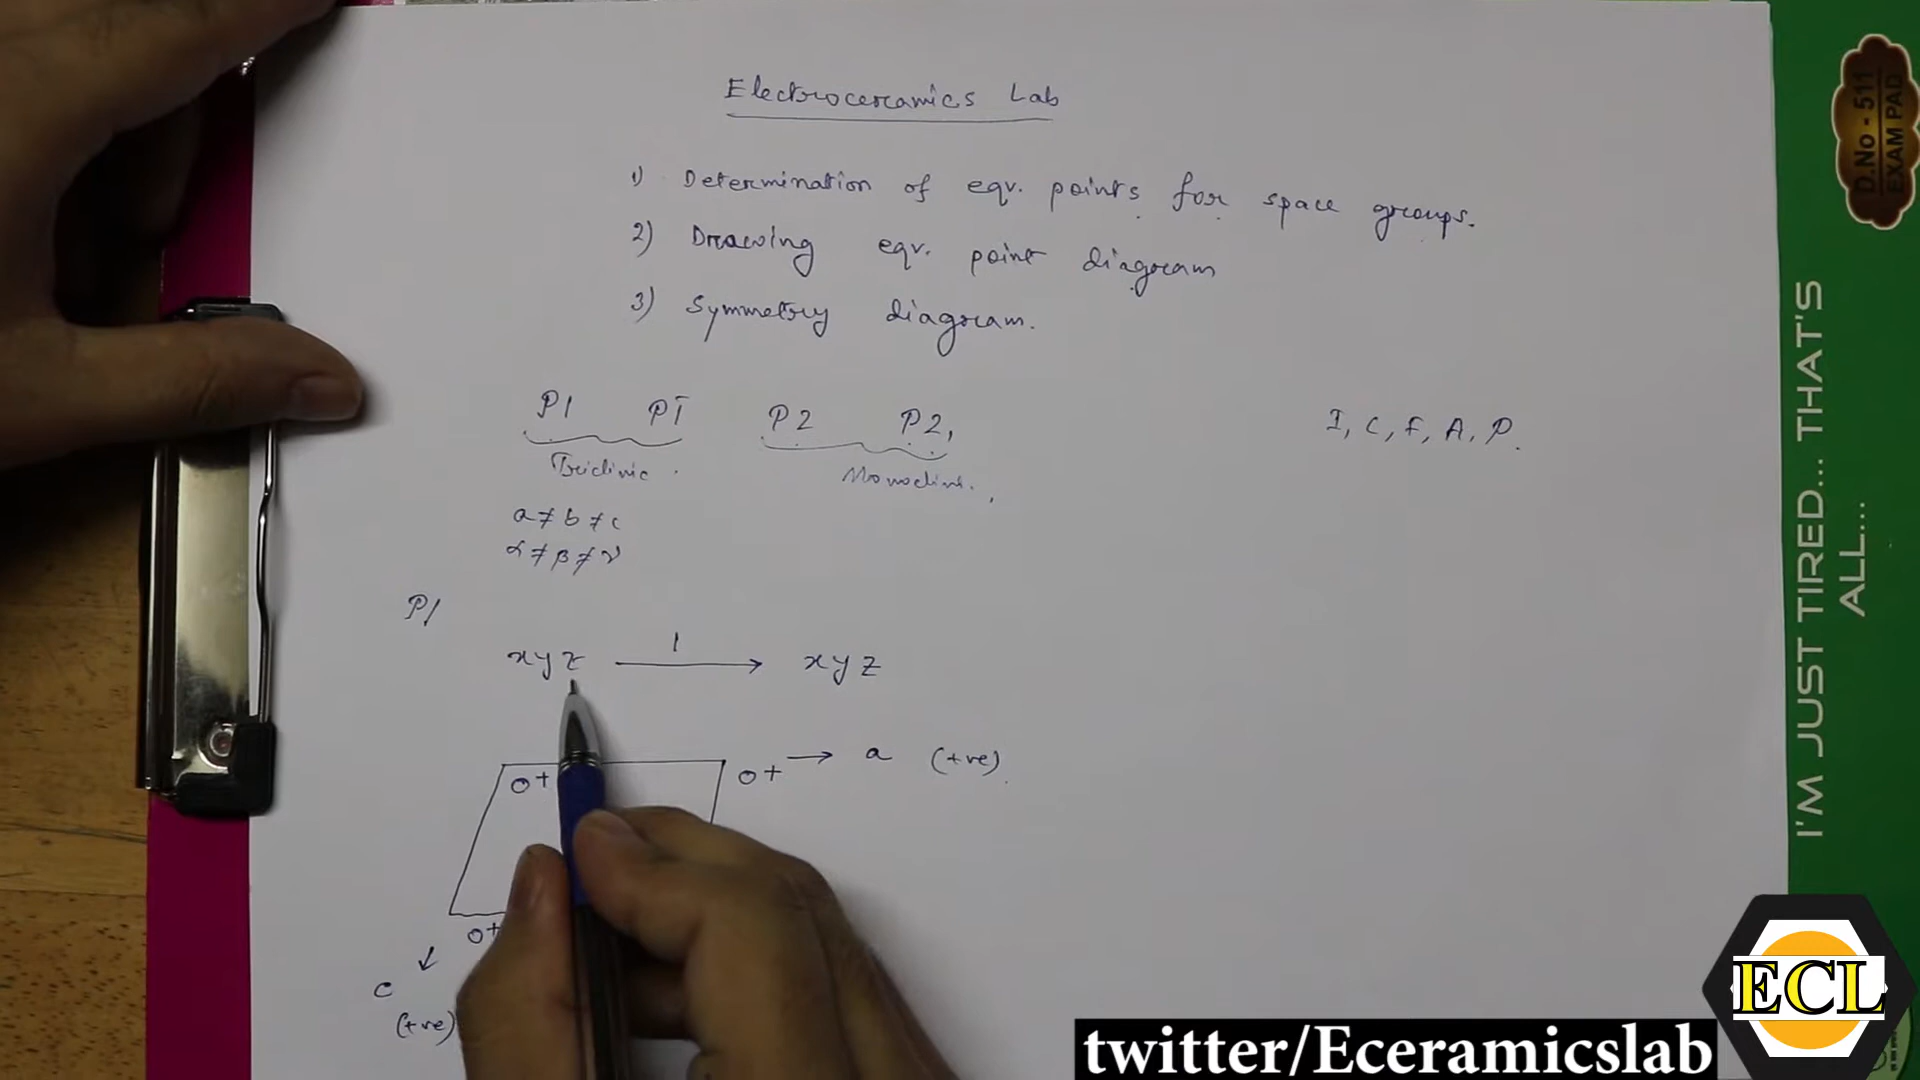 Electroceramics Lab
1) Determination of eqv. points for space groups.
2) Drawing eqv. point diagram
3) Symmetry diagram.
P1 P1̅ P2 P2₁
I, C, F, A, P.
Triclinic. Monoclini.,
a ≠ b ≠ c
α ≠ β ≠ γ
P1
xyz 1⟶ xyz
o+ o+ → a (+ve).
o+
↓
c
(+ve)
D.No - 511
EXAM PAD
I'M JUST TIRED... THAT'S
ALL...
ECL
twitter/Eceramicslab